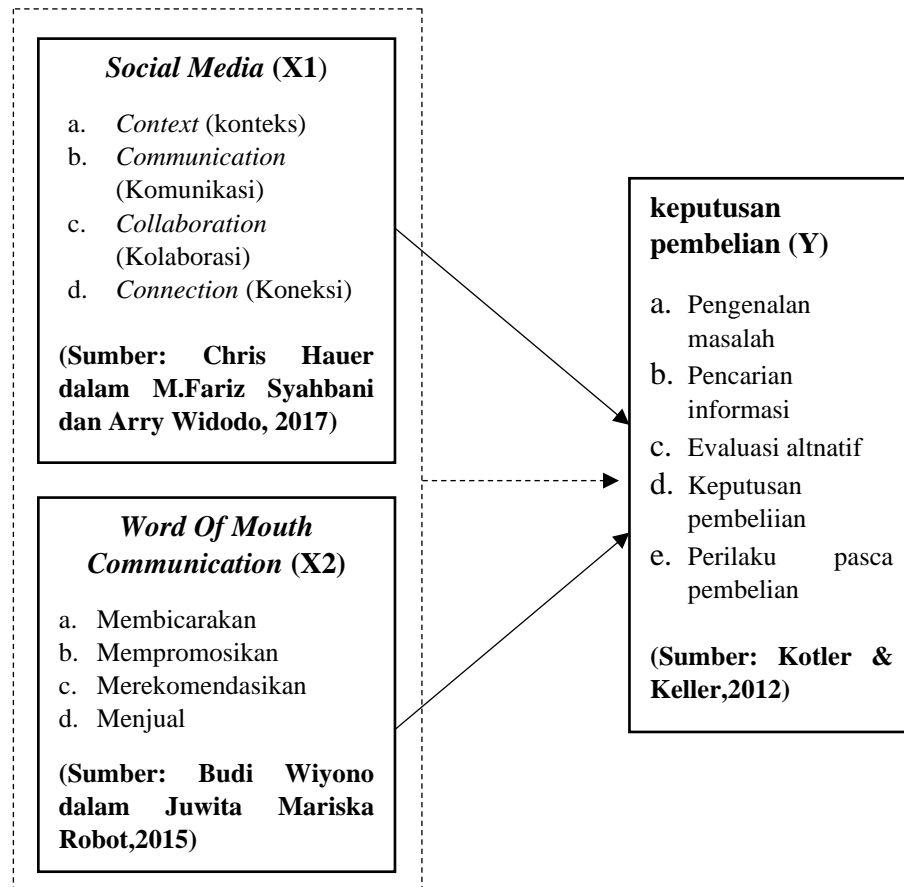 Social Media (X1)
a. Context (konteks)
b. Communication
(Komunikasi)
c. Collaboration
(Kolaborasi)
d. Connection (Koneksi)
(Sumber: Chris Hauer
dalam M.Fariz Syahbani
dan Arry Widodo, 2017)
Word Of Mouth
Communication (X2)
a. Membicarakan
b. Mempromosikan
c. Merekomendasikan
d. Menjual
(Sumber: Budi Wiyono
dalam Juwita Mariska
Robot,2015)
keputusan
pembelian (Y)
a. Pengenalan
masalah
b. Pencarian
informasi
c. Evaluasi altnatif
d. Keputusan
pembeliian
e. Perilaku pasca
pembelian
(Sumber: Kotler &
Keller,2012)